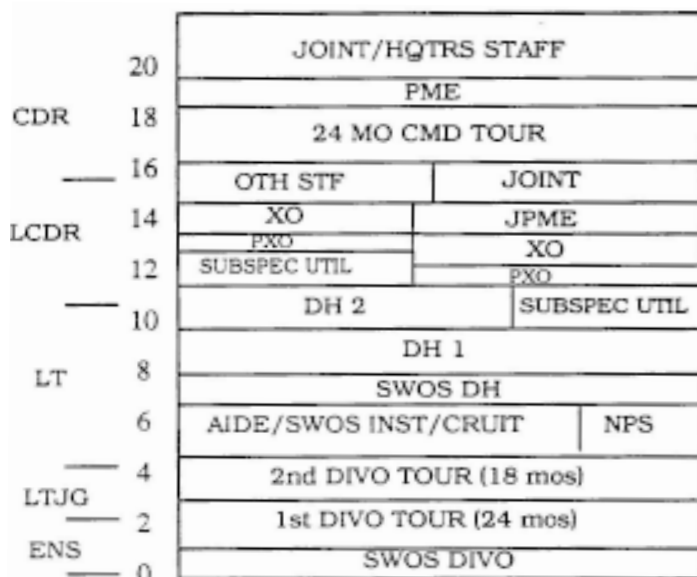 JOINT/HQTRS STAFF
20
PME
CDR 18
24 MO CMD TOUR
16 OTH STF JOINT
14 XO JPME
LCDR
PXO XO
12 SUBSPEC UTIL
PXO
10 DH 2 SUBSPEC UTIL
DH 1
LT 8
SWOS DH
6 AIDE/SWOS INST/CRUIT NPS
4 2nd DIVO TOUR (18 mos)
LTJG
2 1st DIVO TOUR (24 mos)
ENS
0 SWOS DIVO